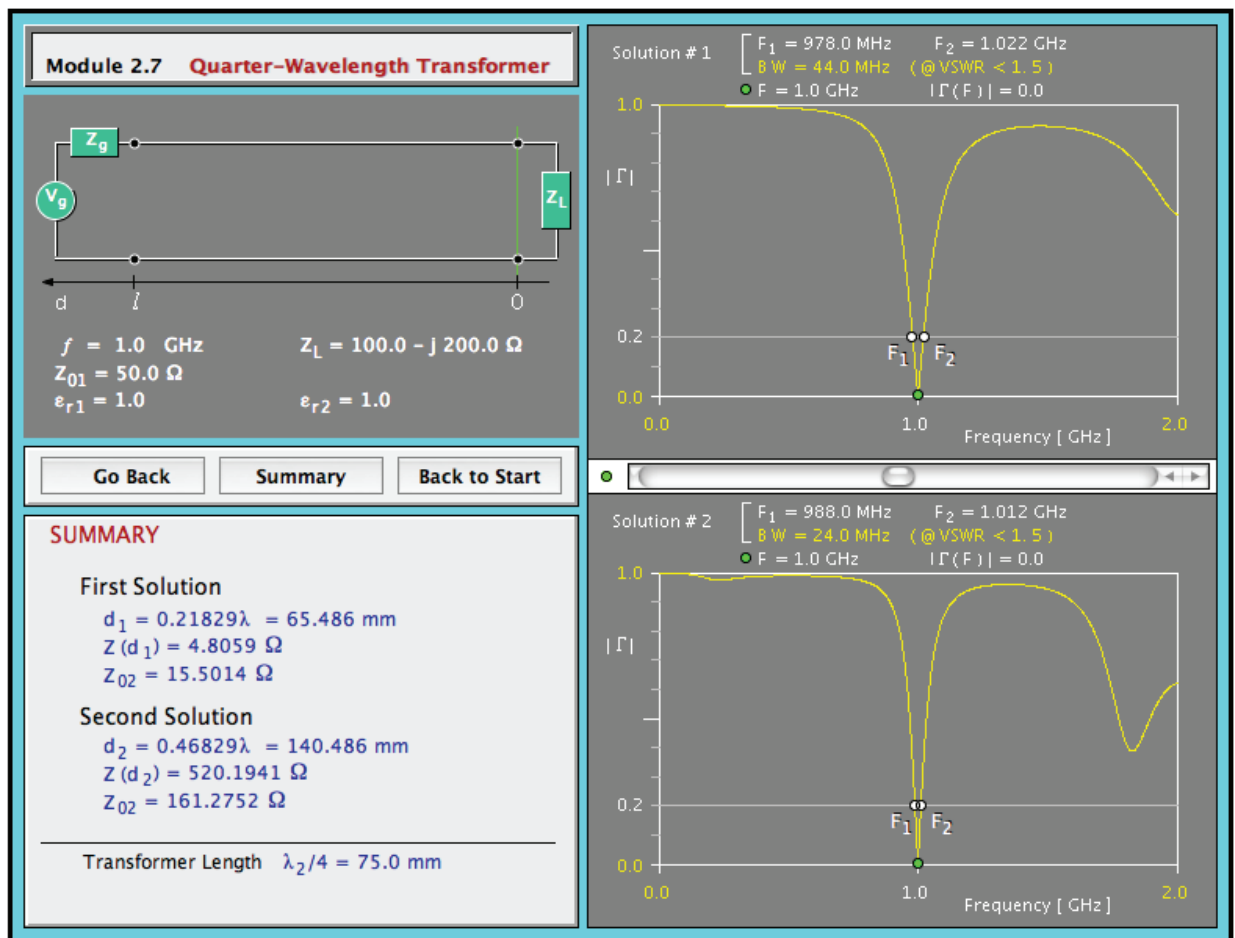 Module 2.7 Quarter-Wavelength Transformer
Zg
Vg
ZL
d
l
0
f = 1.0 GHz ZL = 100.0 - j 200.0 Ω
Z01 = 50.0 Ω
εr1 = 1.0 εr2 = 1.0
Go Back Summary Back to Start
SUMMARY
First Solution
d1 = 0.21829λ = 65.486 mm
Z (d1) = 4.8059 Ω
Z02 = 15.5014 Ω
Second Solution
d2 = 0.46829λ = 140.486 mm
Z (d2) = 520.1941 Ω
Z02 = 161.2752 Ω
Transformer Length λ2/4 = 75.0 mm
Solution # 1
F1 = 978.0 MHz F2 = 1.022 GHz
BW = 44.0 MHz (@ VSWR < 1.5)
F = 1.0 GHz |Γ(F)| = 0.0
1.0
|Γ|
0.2
F1 F2
0.0
0.0 1.0 2.0
Frequency [ GHz ]
Solution # 2
F1 = 988.0 MHz F2 = 1.012 GHz
BW = 24.0 MHz (@ VSWR < 1.5)
F = 1.0 GHz |Γ(F)| = 0.0
1.0
|Γ|
0.2
F1 F2
0.0
0.0 1.0 2.0
Frequency [ GHz ]